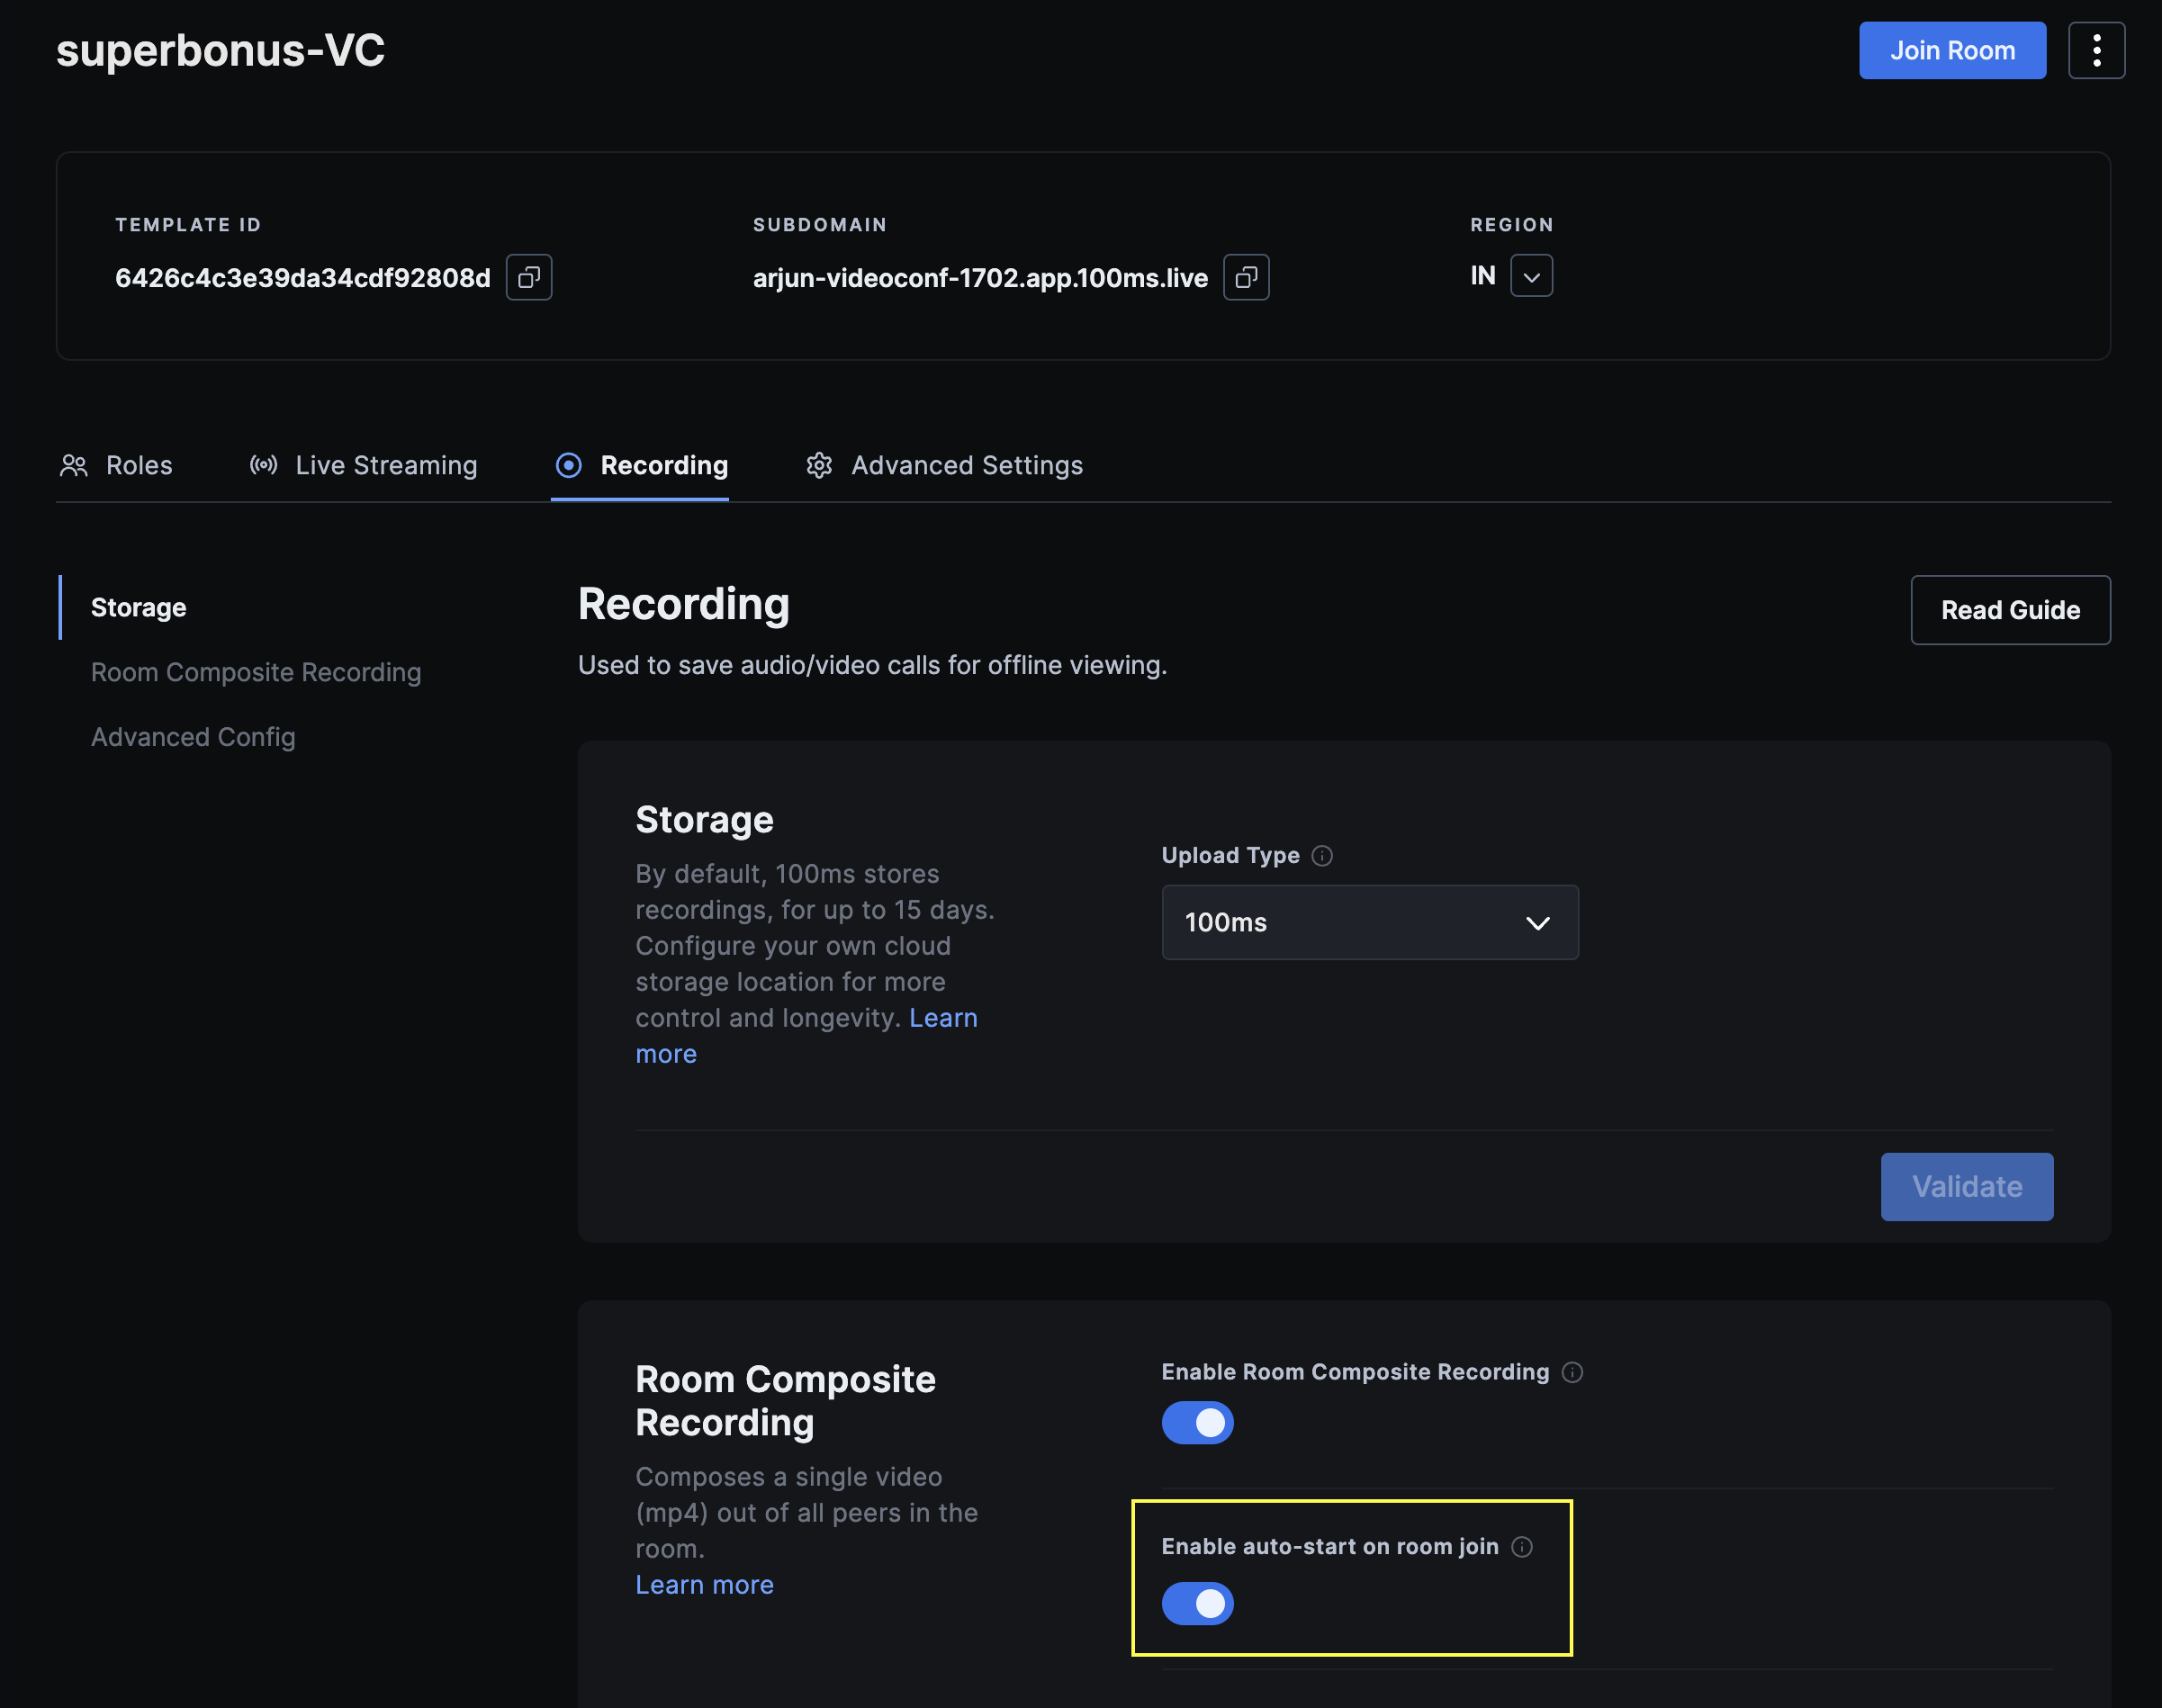 superbonus-VC
Join Room
TEMPLATE ID
6426c4c3e39da34cdf92808d
SUBDOMAIN
arjun-videoconf-1702.app.100ms.live
REGION
IN
Roles
Live Streaming
Recording
Advanced Settings
Storage
Room Composite Recording
Advanced Config
Recording
Used to save audio/video calls for offline viewing.
Read Guide
Storage
By default, 100ms stores
recordings, for up to 15 days.
Configure your own cloud
storage location for more
control and longevity. Learn
more
Upload Type
100ms
Validate
Room Composite
Recording
Composes a single video
(mp4) out of all peers in the
room.
Learn more
Enable Room Composite Recording
Enable auto-start on room join